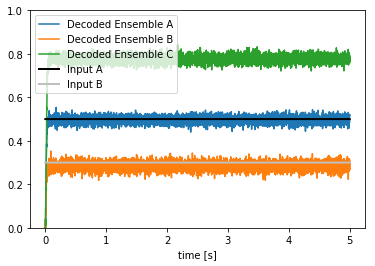 1.0
0.8
0.6
0.4
0.2
0.0
Decoded Ensemble A
Decoded Ensemble B
Decoded Ensemble C
Input A
Input B
0
1
2
3
4
5
time [s]